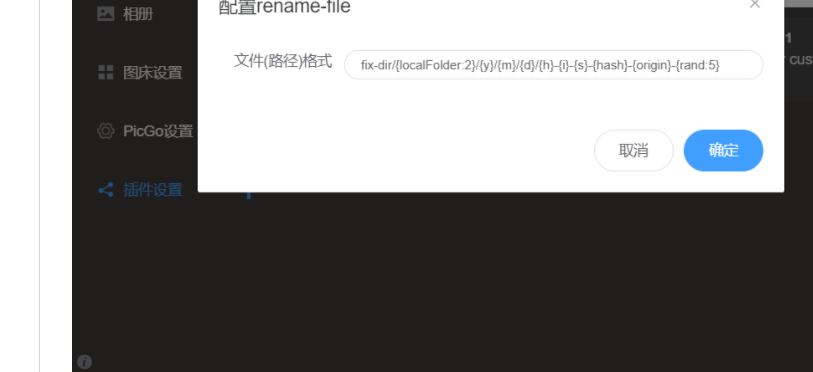 相册
配置rename-file
×
1
图床设置
文件(路径)格式
fix-dir/{localFolder:2}/{y}/{m}/{d}/{h}-{i}-{s}-{hash}-{origin}-{rand:5}
cus
PicGo设置
取消
确定
插件设置